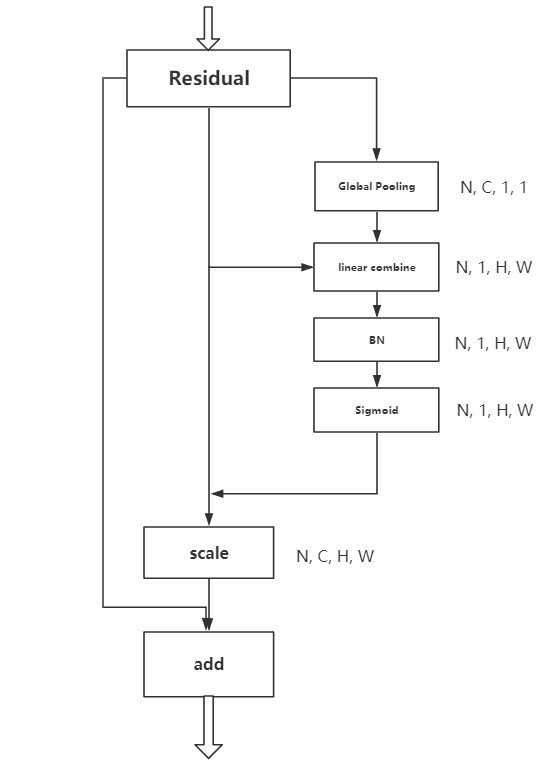 Residual
Global Pooling
N, C, 1, 1
linear combine
N, 1, H, W
BN
N, 1, H, W
Sigmoid
N, 1, H, W
scale
N, C, H, W
add